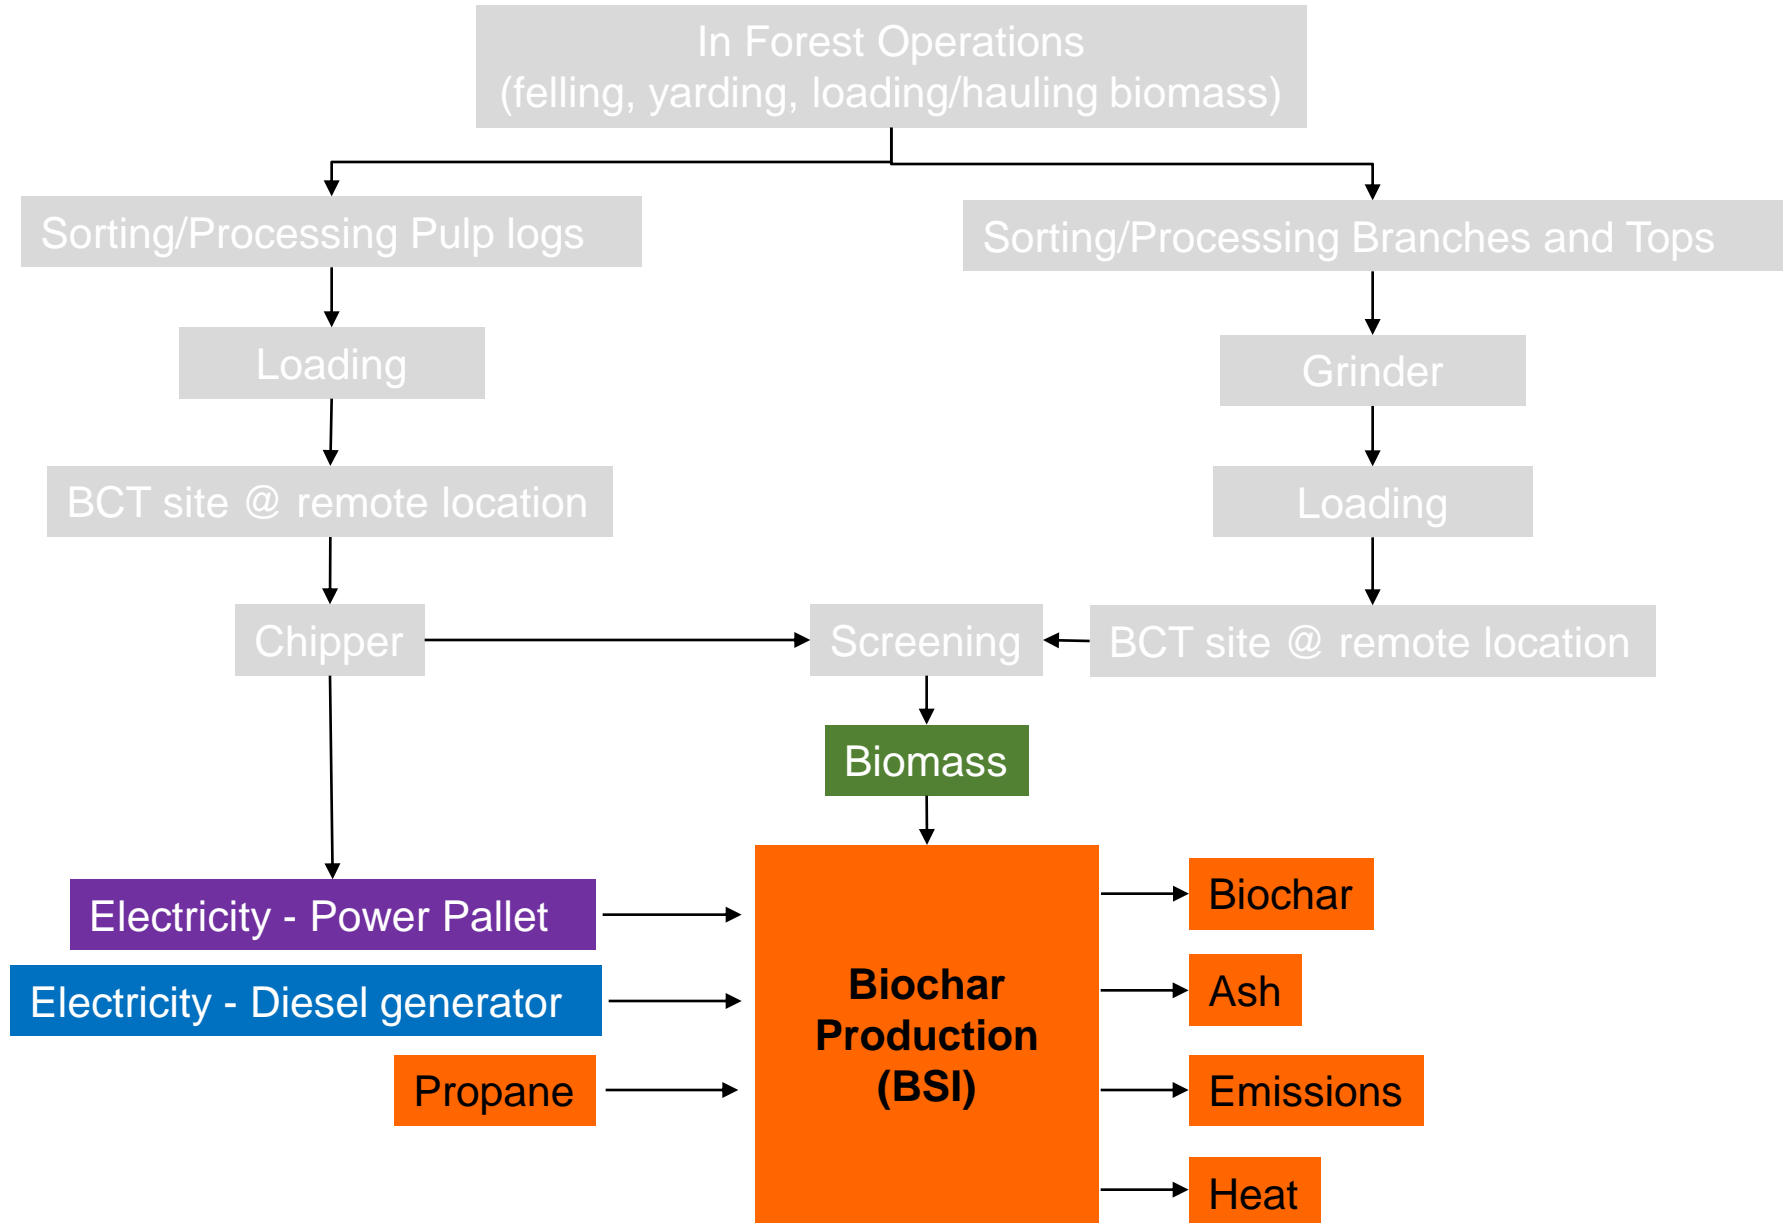 In Forest Operations
(felling, yarding, loading/hauling biomass)
Sorting/Processing Pulp logs
Sorting/Processing Branches and Tops
Loading
Grinder
BCT site @ remote location
Loading
Chipper
Screening
BCT site @ remote location
Biomass
Electricity - Power Pallet
Electricity - Diesel generator
Propane
Biochar
Production
(BSI)
Biochar
Ash
Emissions
Heat